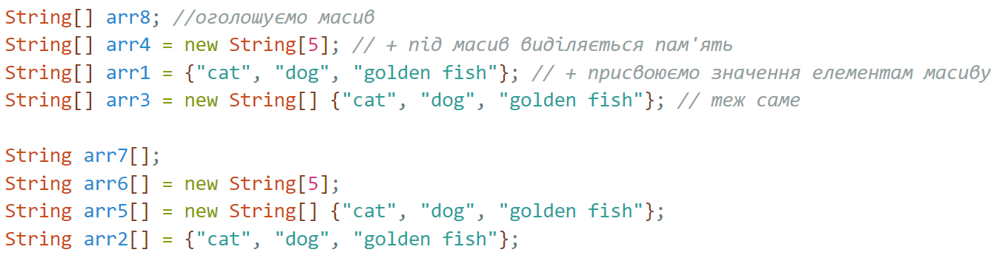 String[] arr8; //оголошуємо масив
String[] arr4 = new String[5]; // + під масив виділяється пам'ять
String[] arr1 = {"cat", "dog", "golden fish"}; // + присвоюємо значення елементам масиву
String[] arr3 = new String[] {"cat", "dog", "golden fish"}; // теж саме
String arr7[];
String arr6[] = new String[5];
String arr5[] = new String[] {"cat", "dog", "golden fish"};
String arr2[] = {"cat", "dog", "golden fish"};